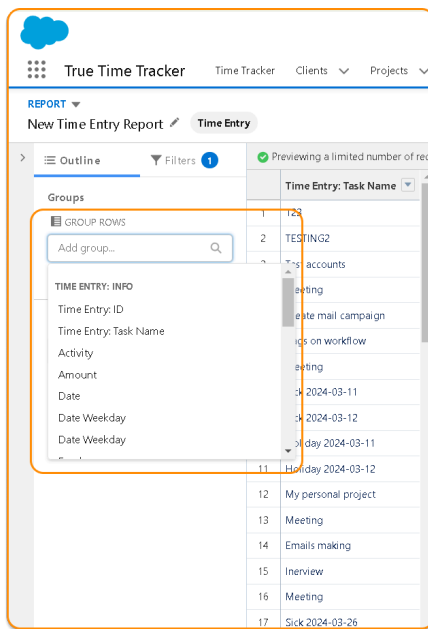 True Time Tracker Time Tracker Clients Projects
REPORT
New Time Entry Report Time Entry
Outline Filters 1
Previewing a limited number of rec
Groups
GROUP ROWS
Add group...
TIME ENTRY: INFO
Time Entry: ID
Time Entry: Task Name
Activity
Amount
Date
Date Weekday
Date Weekday
Time Entry: Task Name
1 123
2 TESTING2
accounts
eeting
eate mail campaign
gs on workflow
eeting
ck 2024-03-11
ck 2024-03-12
oliday 2024-03-11
11 Holiday 2024-03-12
12 My personal project
13 Meeting
14 Emails making
15 Inerview
16 Meeting
17 Sick 2024-03-26